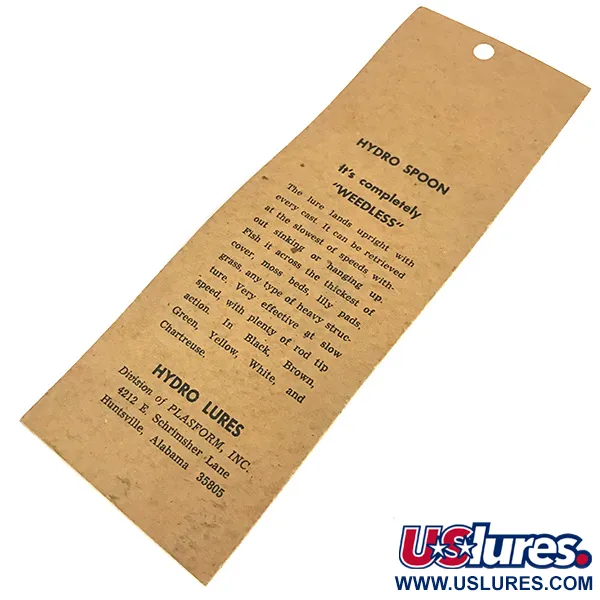 HYDRO SPOON
It's completely
"WEEDLESS"
The lure lands upright with
every cast. It can be retrieved
at the slowest of speeds with-
out sinking or hanging up.
Fish it across the thickest of
cover, moss beds, lily pads,
grass, any type of heavy struc-
ture. Very effective at slow
speed, with plenty of rod tip
action. In Black, Brown,
Green, Yellow, White, and
Chartreuse.
HYDRO LURES
Division of PLASFORM, INC.
4212 E. Schrimsher Lane
Huntsville, Alabama 35805
USlures.
WWW.USLURES.COM